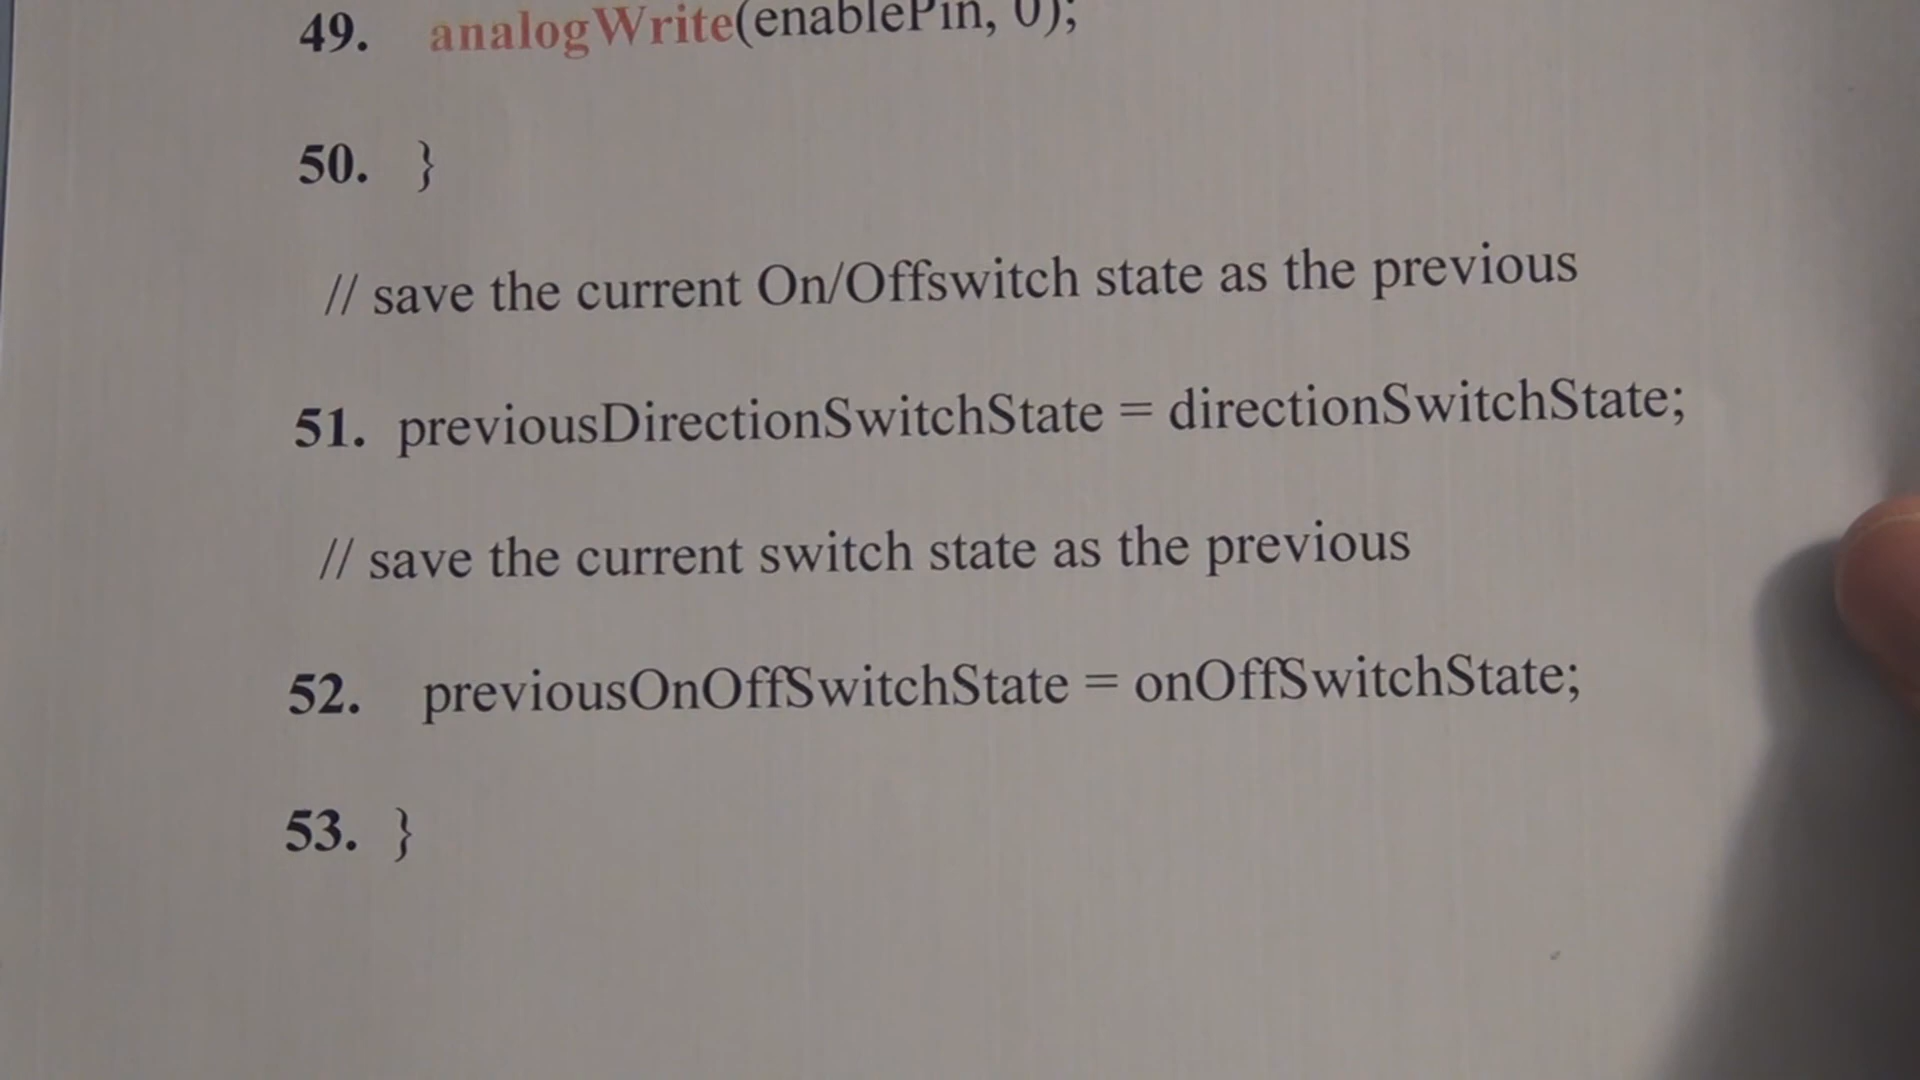 49. analogWrite(enablePin, 0);
50. }
// save the current On/Offswitch state as the previous
51. previousDirectionSwitchState = directionSwitchState;
// save the current switch state as the previous
52. previousOnOffSwitchState = onOffSwitchState;
53. }